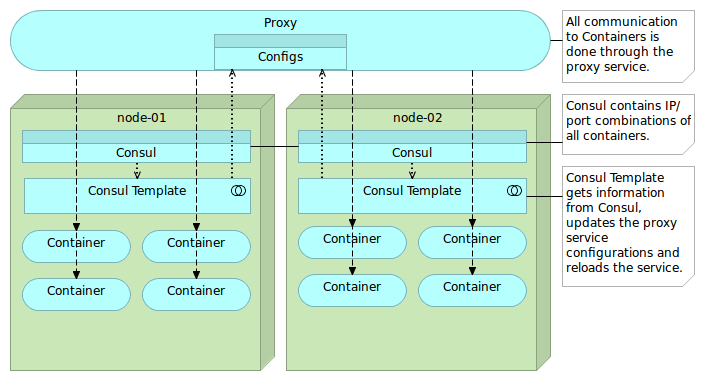 Proxy
Configs
All communication
to Containers is
done through the
proxy service.
node-01
node-02
Consul contains IP/
port combinations of
all containers.
Consul
Consul
Consul Template
Consul Template
Consul Template
gets information
from Consul,
updates the proxy
service
configurations and
reloads the service.
Container
Container
Container
Container
Container
Container
Container
Container